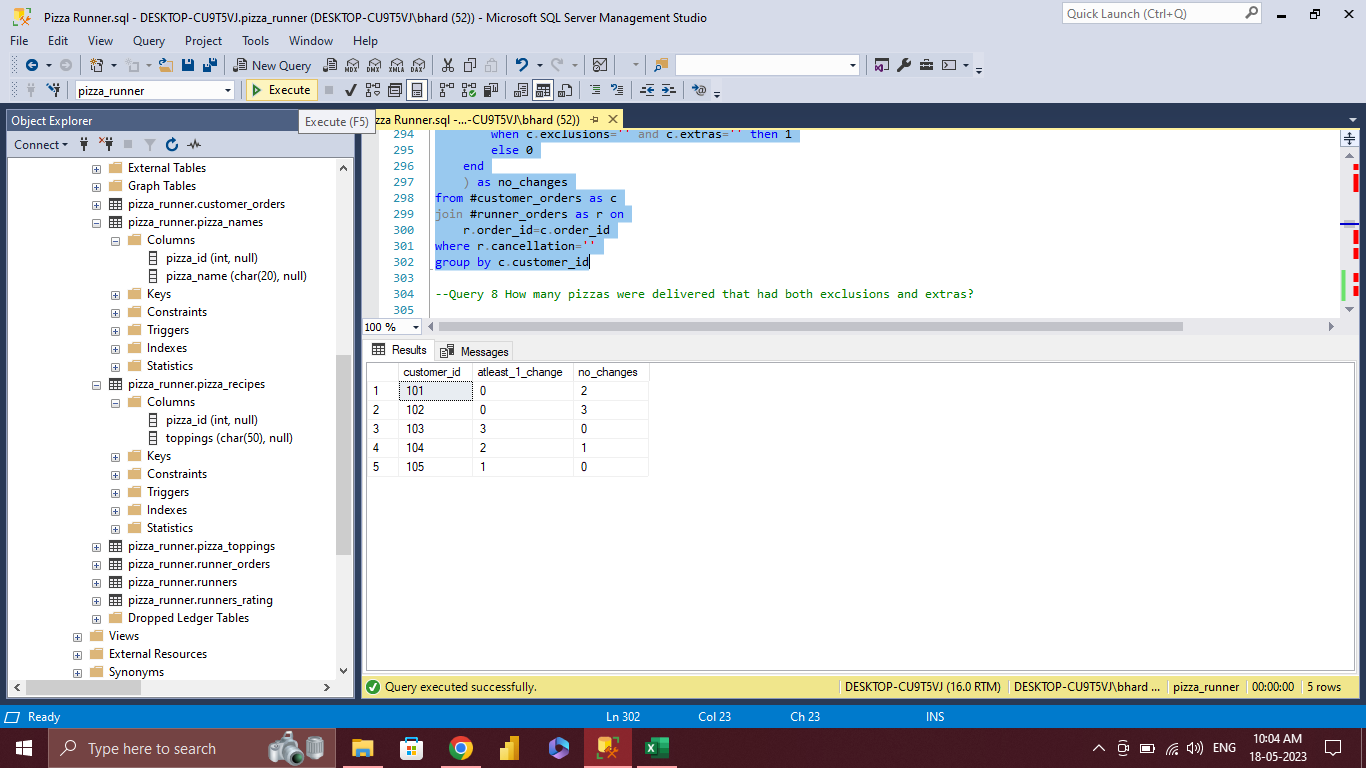 Pizza Runner.sql - DESKTOP-CU9T5VJ.pizza_runner (DESKTOP-CU9T5VJ\bhard (52)) - Microsoft SQL Server Management Studio
Quick Launch (Ctrl+Q)
File Edit View Query Project Tools Window Help
New Query
MDX DMX XMLA DAX
pizza_runner
Execute
Execute (F5)
Object Explorer
Connect
External Tables
Graph Tables
pizza_runner.customer_orders
pizza_runner.pizza_names
Columns
pizza_id (int, null)
pizza_name (char(20), null)
Keys
Constraints
Triggers
Indexes
Statistics
pizza_runner.pizza_recipes
Columns
pizza_id (int, null)
toppings (char(50), null)
Keys
Constraints
Triggers
Indexes
Statistics
pizza_runner.pizza_toppings
pizza_runner.runner_orders
pizza_runner.runners
pizza_runner.runners_rating
Dropped Ledger Tables
Views
External Resources
Synonyms
zza Runner.sql -...-CU9T5VJ\bhard (52))
294 when c.exclusions='' and c.extras='' then 1
295 else 0
296 end
297 ) as no_changes
298 from #customer_orders as c
299 join #runner_orders as r on
300 r.order_id=c.order_id
301 where r.cancellation=''
302 group by c.customer_id
303
304 --Query 8 How many pizzas were delivered that had both exclusions and extras?
305
100 %
Results Messages
customer_id atleast_1_change no_changes
1 101 0 2
2 102 0 3
3 103 3 0
4 104 2 1
5 105 1 0
Query executed successfully.
DESKTOP-CU9T5VJ (16.0 RTM) DESKTOP-CU9T5VJ\bhard ... pizza_runner 00:00:00 5 rows
Ready Ln 302 Col 23 Ch 23 INS
Type here to search
ENG
10:04 AM
18-05-2023